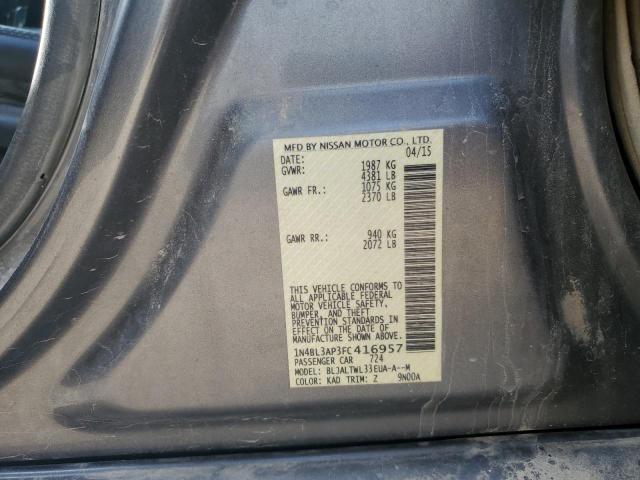 MFD BY NISSAN MOTOR CO., LTD.
DATE: 04/15
GVWR: 1987 KG
4381 LB
GAWR FR.: 1075 KG
2370 LB
GAWR RR.: 940 KG
2072 LB
THIS VEHICLE CONFORMS TO
ALL APPLICABLE FEDERAL
MOTOR VEHICLE SAFETY,
BUMPER, AND THEFT
PREVENTION STANDARDS IN
EFFECT ON THE DATE OF
MANUFACTURE SHOWN ABOVE.
1N4BL3AP3FC416957
PASSENGER CAR 724
MODEL: BLJALTWL33EUA-A--M
COLOR: KAD TRIM: Z 9N00A